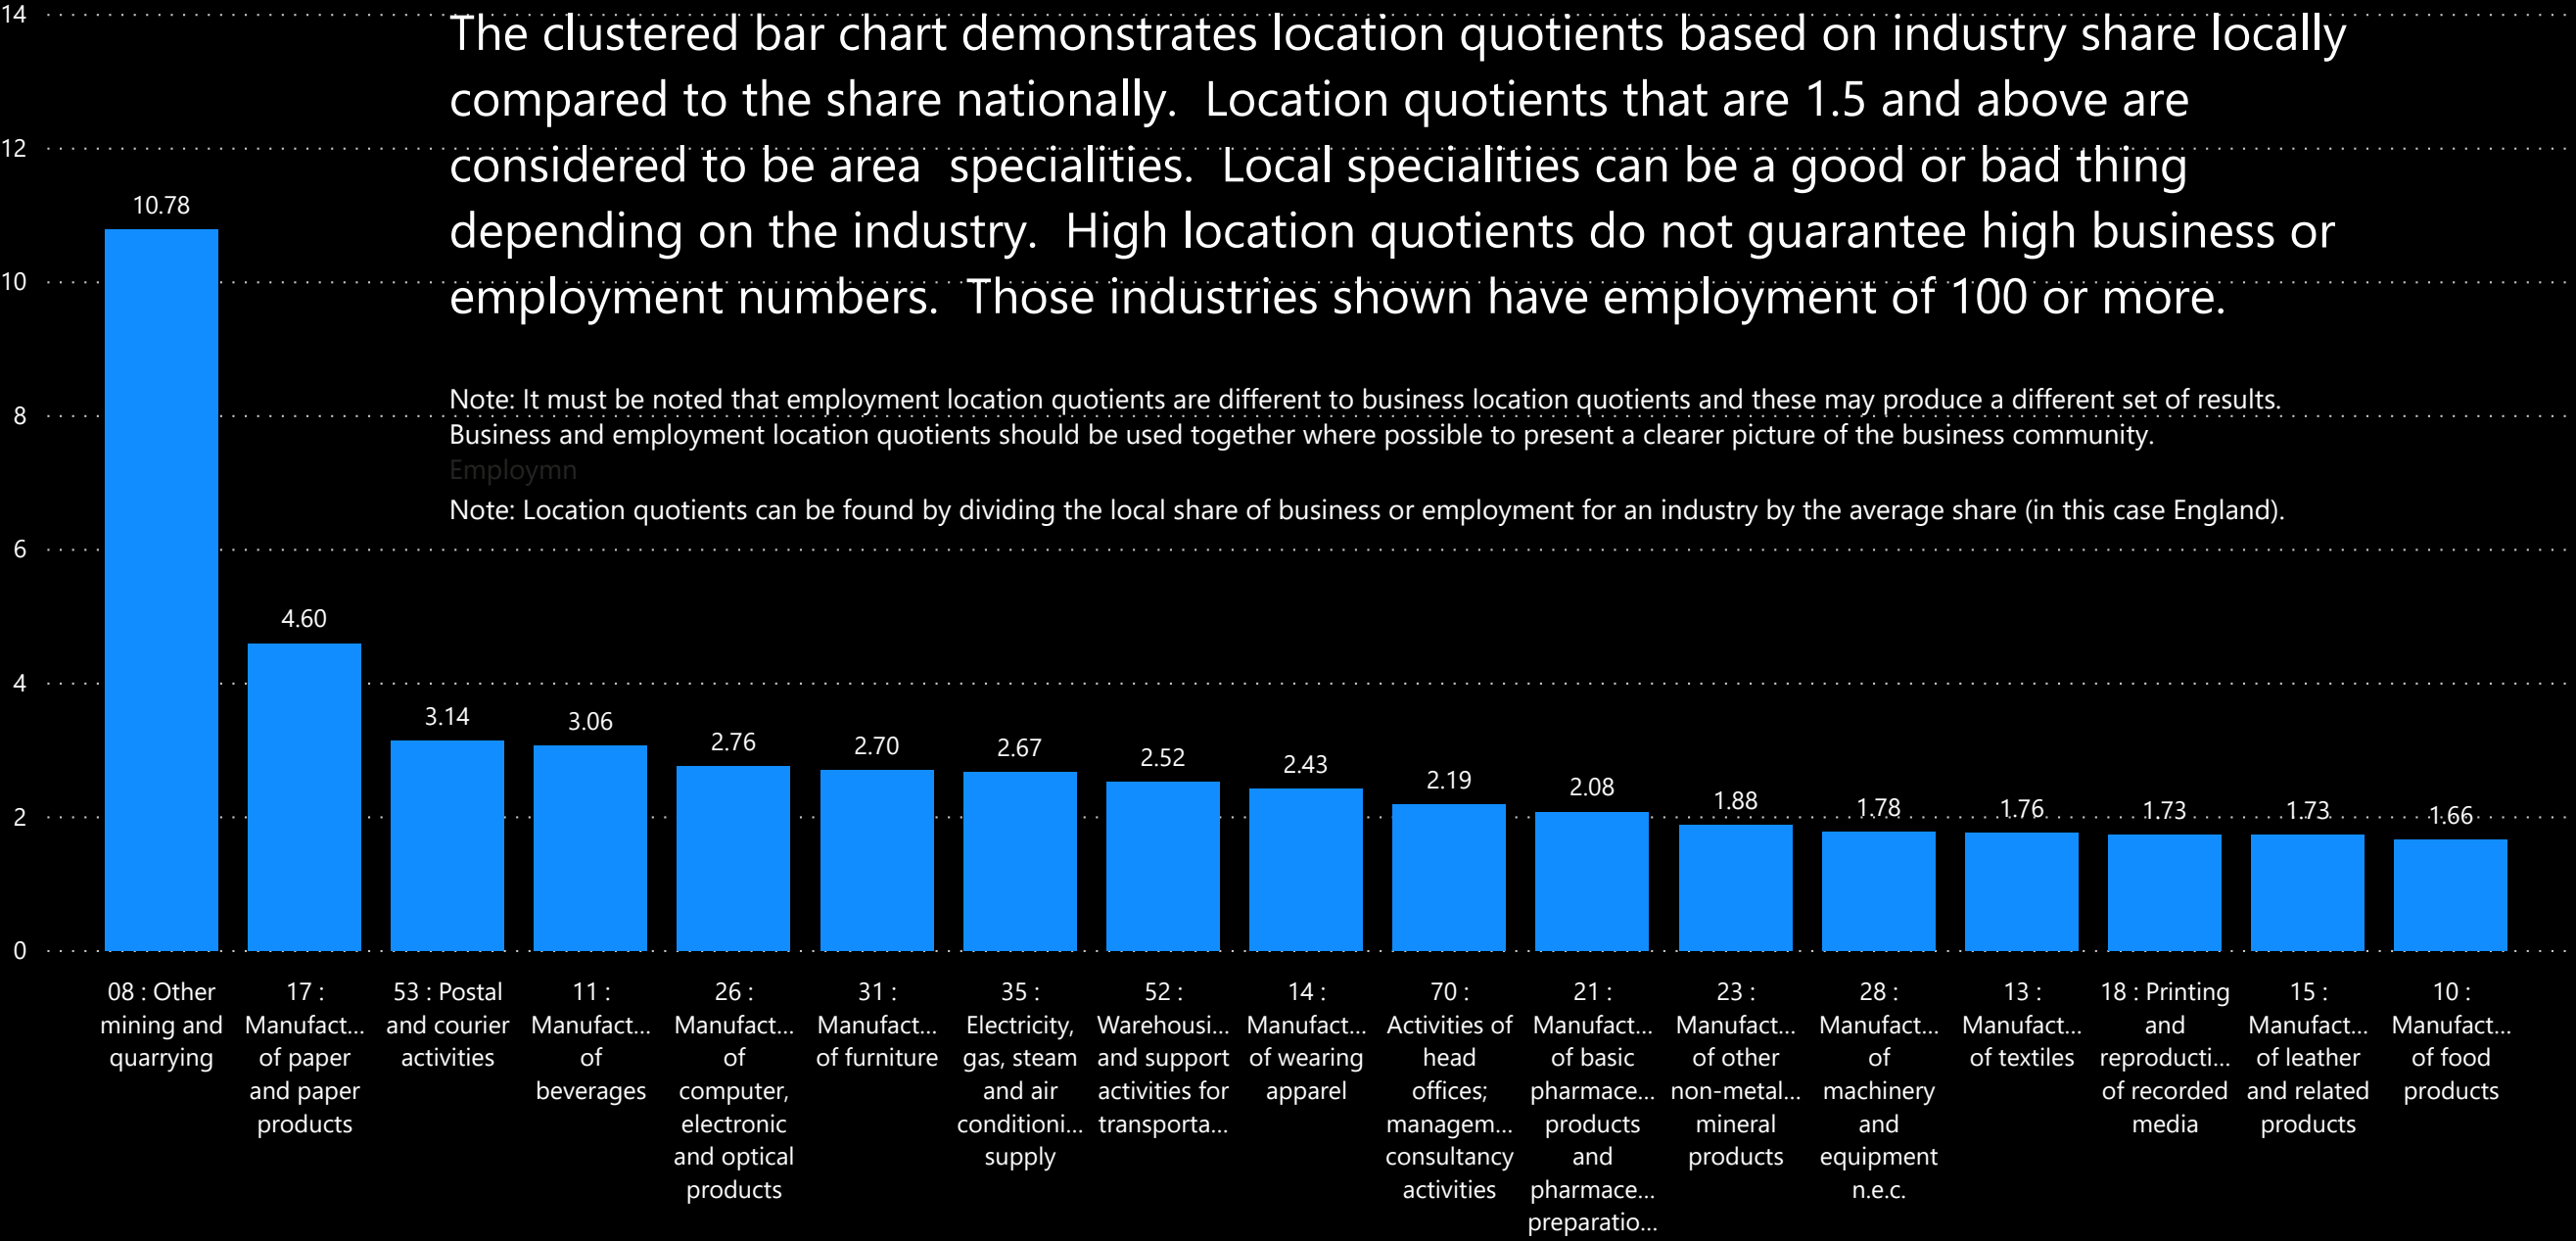 14
The clustered bar chart demonstrates location quotients based on industry share locally
compared to the share nationally.  Location quotients that are 1.5 and above are
12
considered to be area  specialities.  Local specialities can be a good or bad thing
depending on the industry.  High location quotients do not guarantee high business or
10
employment numbers.  Those industries shown have employment of 100 or more.
Note: It must be noted that employment location quotients are different to business location quotients and these may produce a different set of results.
8
Business and employment location quotients should be used together where possible to present a clearer picture of the business community.
Employmn
Note: Location quotients can be found by dividing the local share of business or employment for an industry by the average share (in this case England).
6
4
2
0
10.78
4.60
3.14
3.06
2.76
2.70
2.67
2.52
2.43
2.19
2.08
1.88
1.78
1.76
1.73
1.73
1.66
08 : Other
mining and
quarrying
17 :
Manufact...
of paper
and paper
products
53 : Postal
and courier
activities
11 :
Manufact...
of
beverages
26 :
Manufact...
of
computer,
electronic
and optical
products
31 :
Manufact...
of furniture
35 :
Electricity,
gas, steam
and air
conditioni...
supply
52 :
Warehousi...
and support
activities for
transporta...
14 :
Manufact...
of wearing
apparel
70 :
Activities of
head
offices;
managem...
consultancy
activities
21 :
Manufact...
of basic
pharmace...
products
and
pharmace...
preparatio...
23 :
Manufact...
of other
non-metal...
mineral
products
28 :
Manufact...
of
machinery
and
equipment
n.e.c.
13 :
Manufact...
of textiles
18 : Printing
and
reproducti...
of recorded
media
15 :
Manufact...
of leather
and related
products
10 :
Manufact...
of food
products